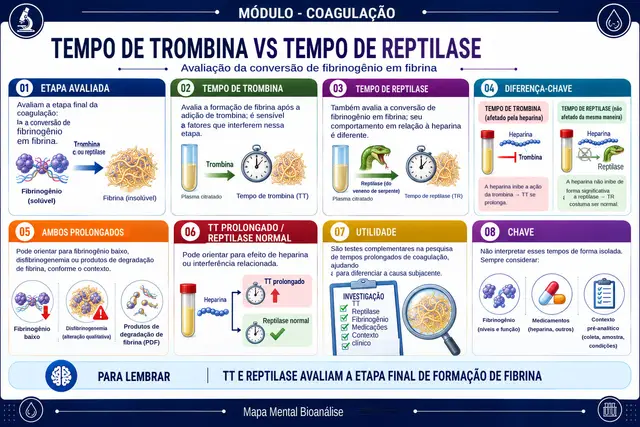 MÓDULO - COAGULAÇÃO
TEMPO DE TROMBINA VS TEMPO DE REPTILASE
Avaliação da conversão de fibrinogênio em fibrina
01 ETAPA AVALIADA
Avaliam a etapa final da
coagulação:
a conversão de
fibrinogênio
em fibrina.
Trombina
ou reptilase
Fibrinogênio
(solúvel)
Fibrina (insolúvel)
02 TEMPO DE TROMBINA
Avalia a formação de fibrina após a
adição de trombina; é sensível
a fatores que interferem nessa
etapa.
Trombina
Plasma citratado
Tempo de trombina (TT)
03 TEMPO DE REPTILASE
Também avalia a conversão de
fibrinogênio em fibrina; seu
comportamento em relação à heparina
é diferente.
Reptilase (do
veneno de serpente)
Plasma citratado
Tempo de reptilase (TR)
04 DIFERENÇA-CHAVE
TEMPO DE TROMBINA
(afetado pela heparina)
Heparina
Trombina
A heparina inibe a ação
da trombina → TT se
prolonga.
TEMPO DE REPTILASE (não
afetado da mesma maneira)
Heparina
Reptilase
A heparina não inibe de
forma significativa
a reptilase → TR
costuma ser normal.
05 AMBOS PROLONGADOS
Pode orientar para fibrinogênio baixo,
disfibrinogenemia ou produtos de degradação
de fibrina, conforme o contexto.
Fibrinogênio
baixo
Disfibrinogenemia
(alteração qualitativa)
Produtos de
degradação de
fibrina (PDF)
06 TT PROLONGADO /
REPTILASE NORMAL
Pode orientar para efeito de heparina
ou interferência relacionada.
Heparina
TT prolongado
Reptilase normal
07 UTILIDADE
São testes complementares na pesquisa
de tempos prolongados de coagulação,
ajudando
para diferenciar a causa subjacente.
INVESTIGAÇÃO
TT
Reptilase
Fibrinogênio
Medicações
Contexto
clínico
08 CHAVE
Não interpretar esses tempos de forma isolada.
Sempre considerar:
Fibrinogênio
(níveis e função)
Medicamentos
(heparina, outros)
Contexto
pré-analítico
(coleta, amostra,
condições)
PARA LEMBRAR
TT E REPTILASE AVALIAM A ETAPA FINAL DE FORMAÇÃO DE FIBRINA
Mapa Mental Bioanálise